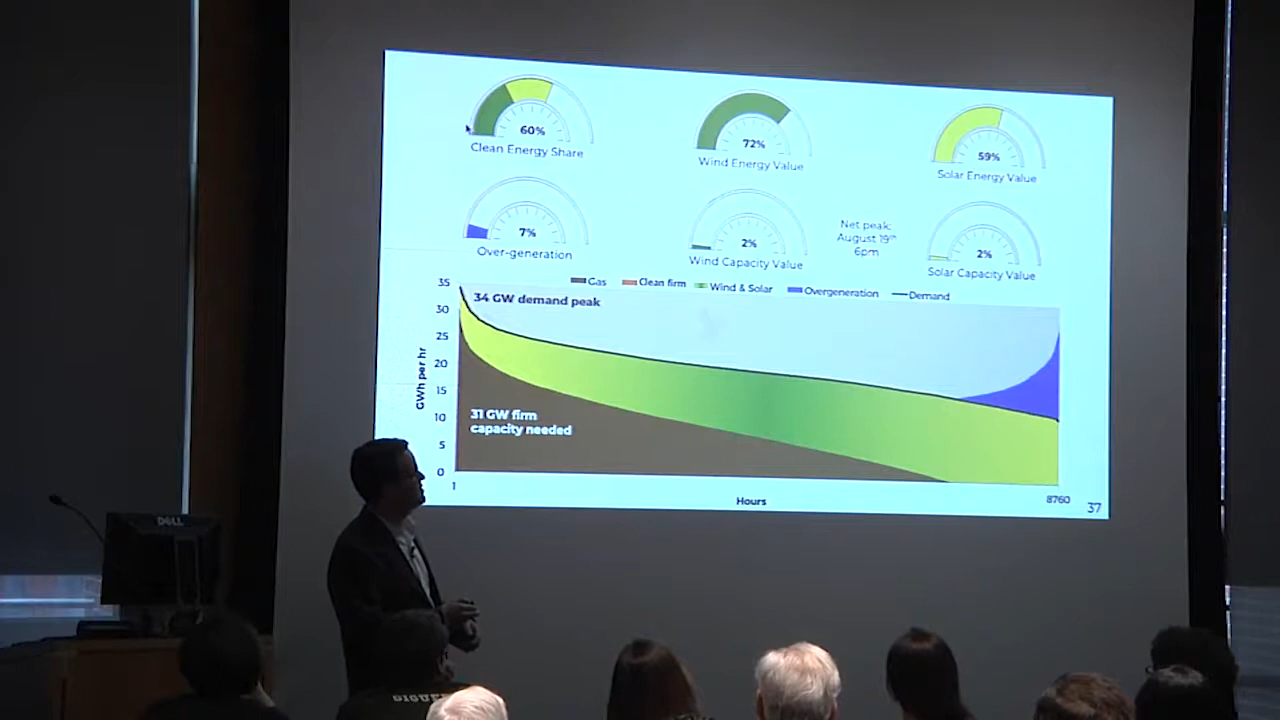 60%
Clean Energy Share
72%
Wind Energy Value
59%
Solar Energy Value
7%
Over-generation
2%
Wind Capacity Value
Net peak:
August 19th
6pm
2%
Solar Capacity Value
Gas
Clean firm
Wind & Solar
Overgeneration
Demand
34 GW demand peak
GWh per hr
35
30
25
20
15
10
5
0
31 GW firm
capacity needed
1
Hours
8760
37
DELL